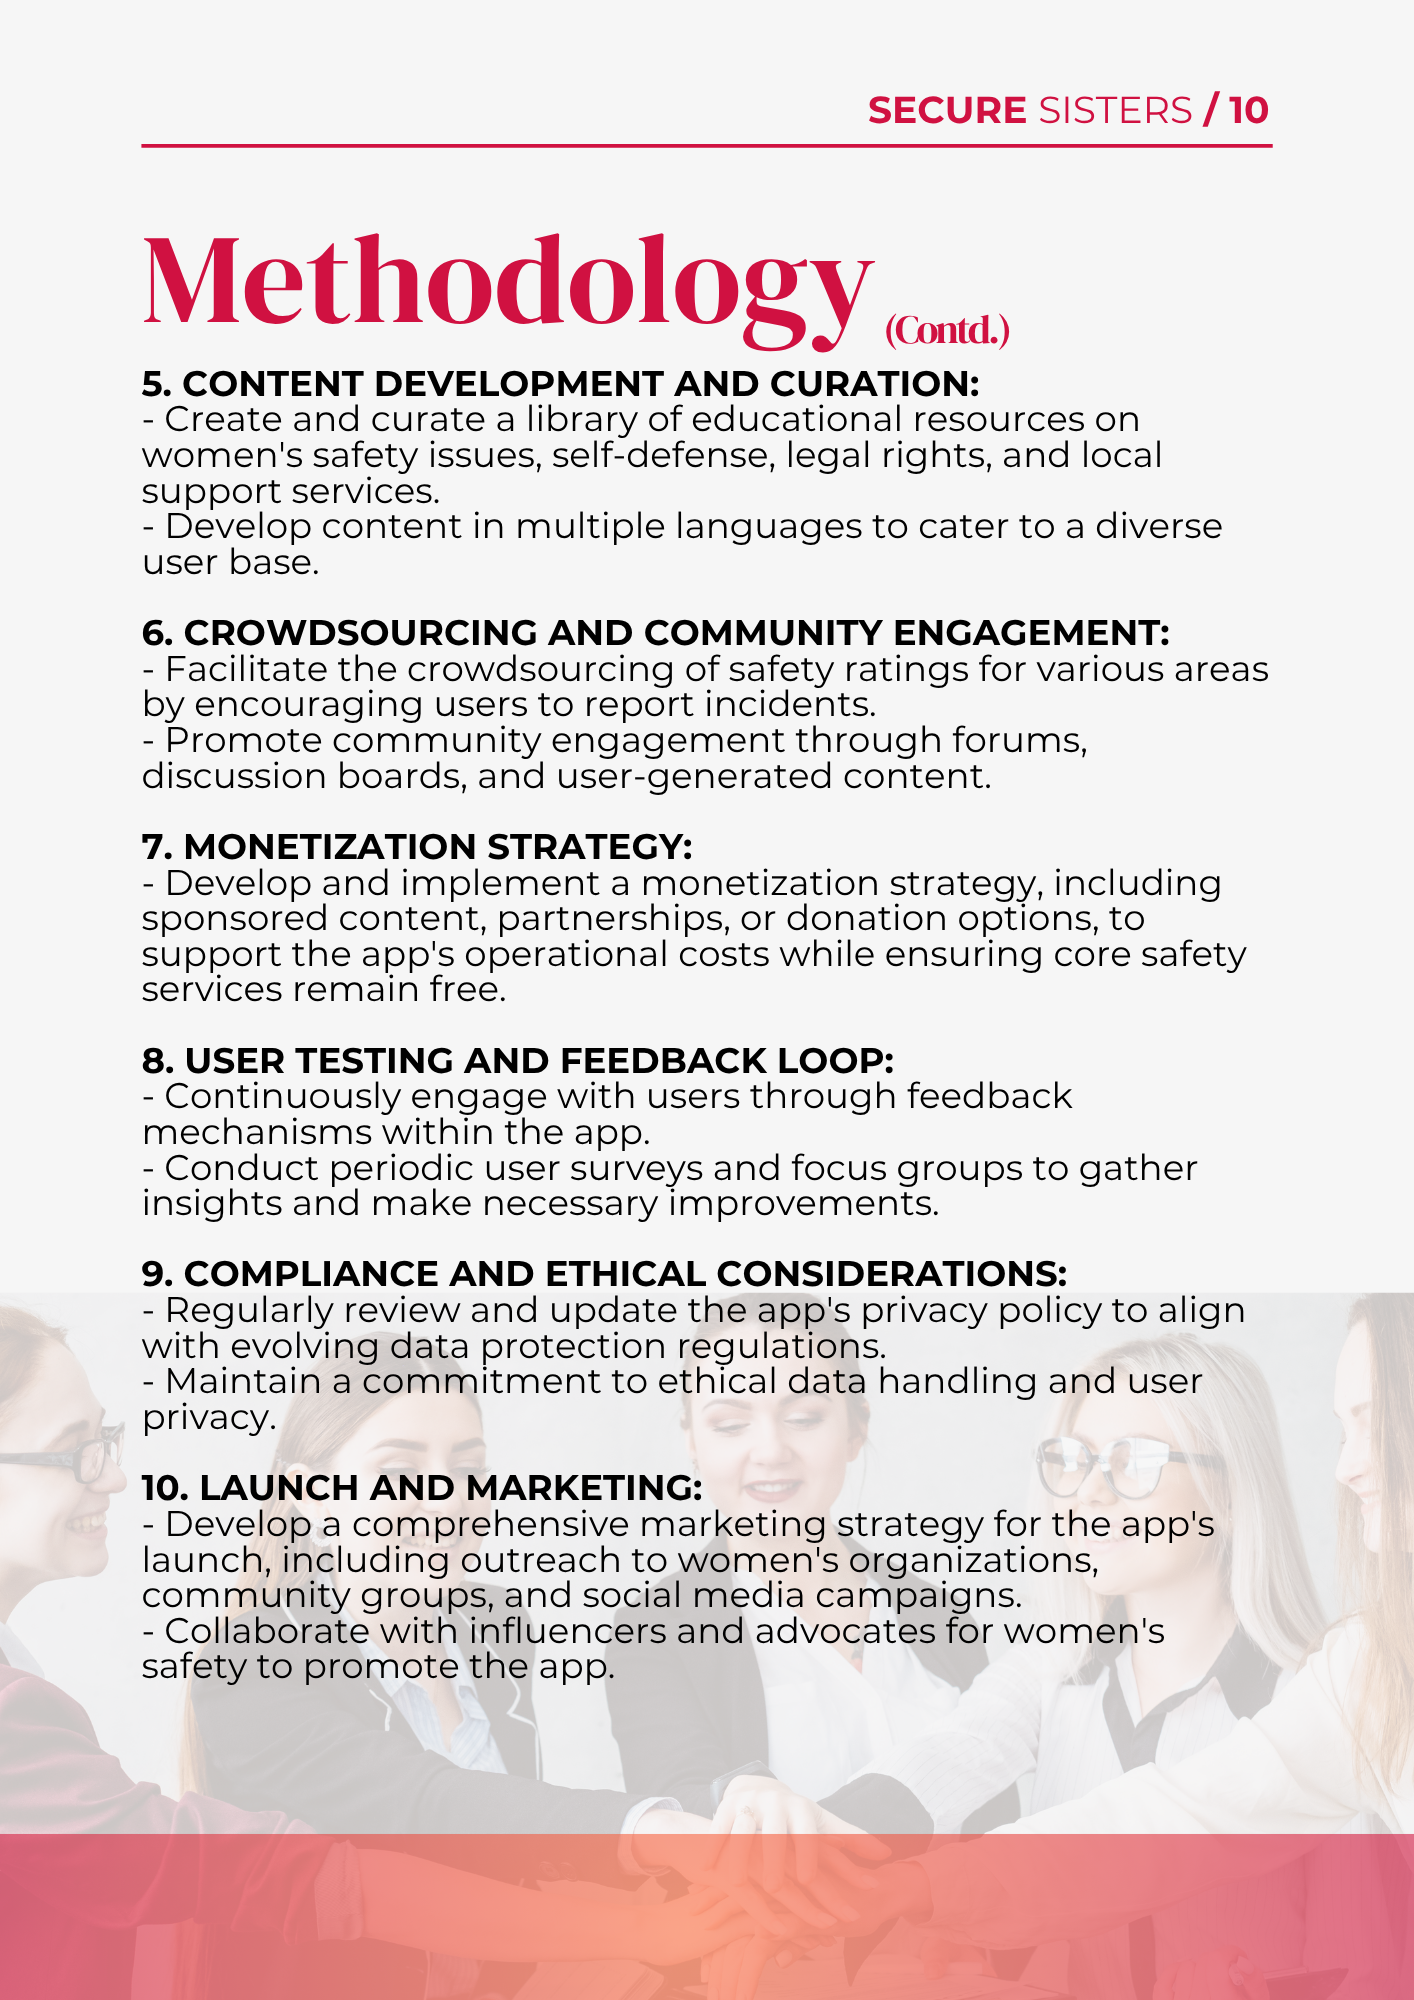 SECURE SISTERS / 10
Methodology (Contd.)
5. CONTENT DEVELOPMENT AND CURATION:
- Create and curate a library of educational resources on
women's safety issues, self-defense, legal rights, and local
support services.
- Develop content in multiple languages to cater to a diverse
user base.
6. CROWDSOURCING AND COMMUNITY ENGAGEMENT:
- Facilitate the crowdsourcing of safety ratings for various areas
by encouraging users to report incidents.
- Promote community engagement through forums,
discussion boards, and user-generated content.
7. MONETIZATION STRATEGY:
- Develop and implement a monetization strategy, including
sponsored content, partnerships, or donation options, to
support the app's operational costs while ensuring core safety
services remain free.
8. USER TESTING AND FEEDBACK LOOP:
- Continuously engage with users through feedback
mechanisms within the app.
- Conduct periodic user surveys and focus groups to gather
insights and make necessary improvements.
9. COMPLIANCE AND ETHICAL CONSIDERATIONS:
- Regularly review and update the app's privacy policy to align
with evolving data protection regulations.
- Maintain a commitment to ethical data handling and user
privacy.
10. LAUNCH AND MARKETING:
- Develop a comprehensive marketing strategy for the app's
launch, including outreach to women's organizations,
community groups, and social media campaigns.
- Collaborate with influencers and advocates for women's
safety to promote the app.